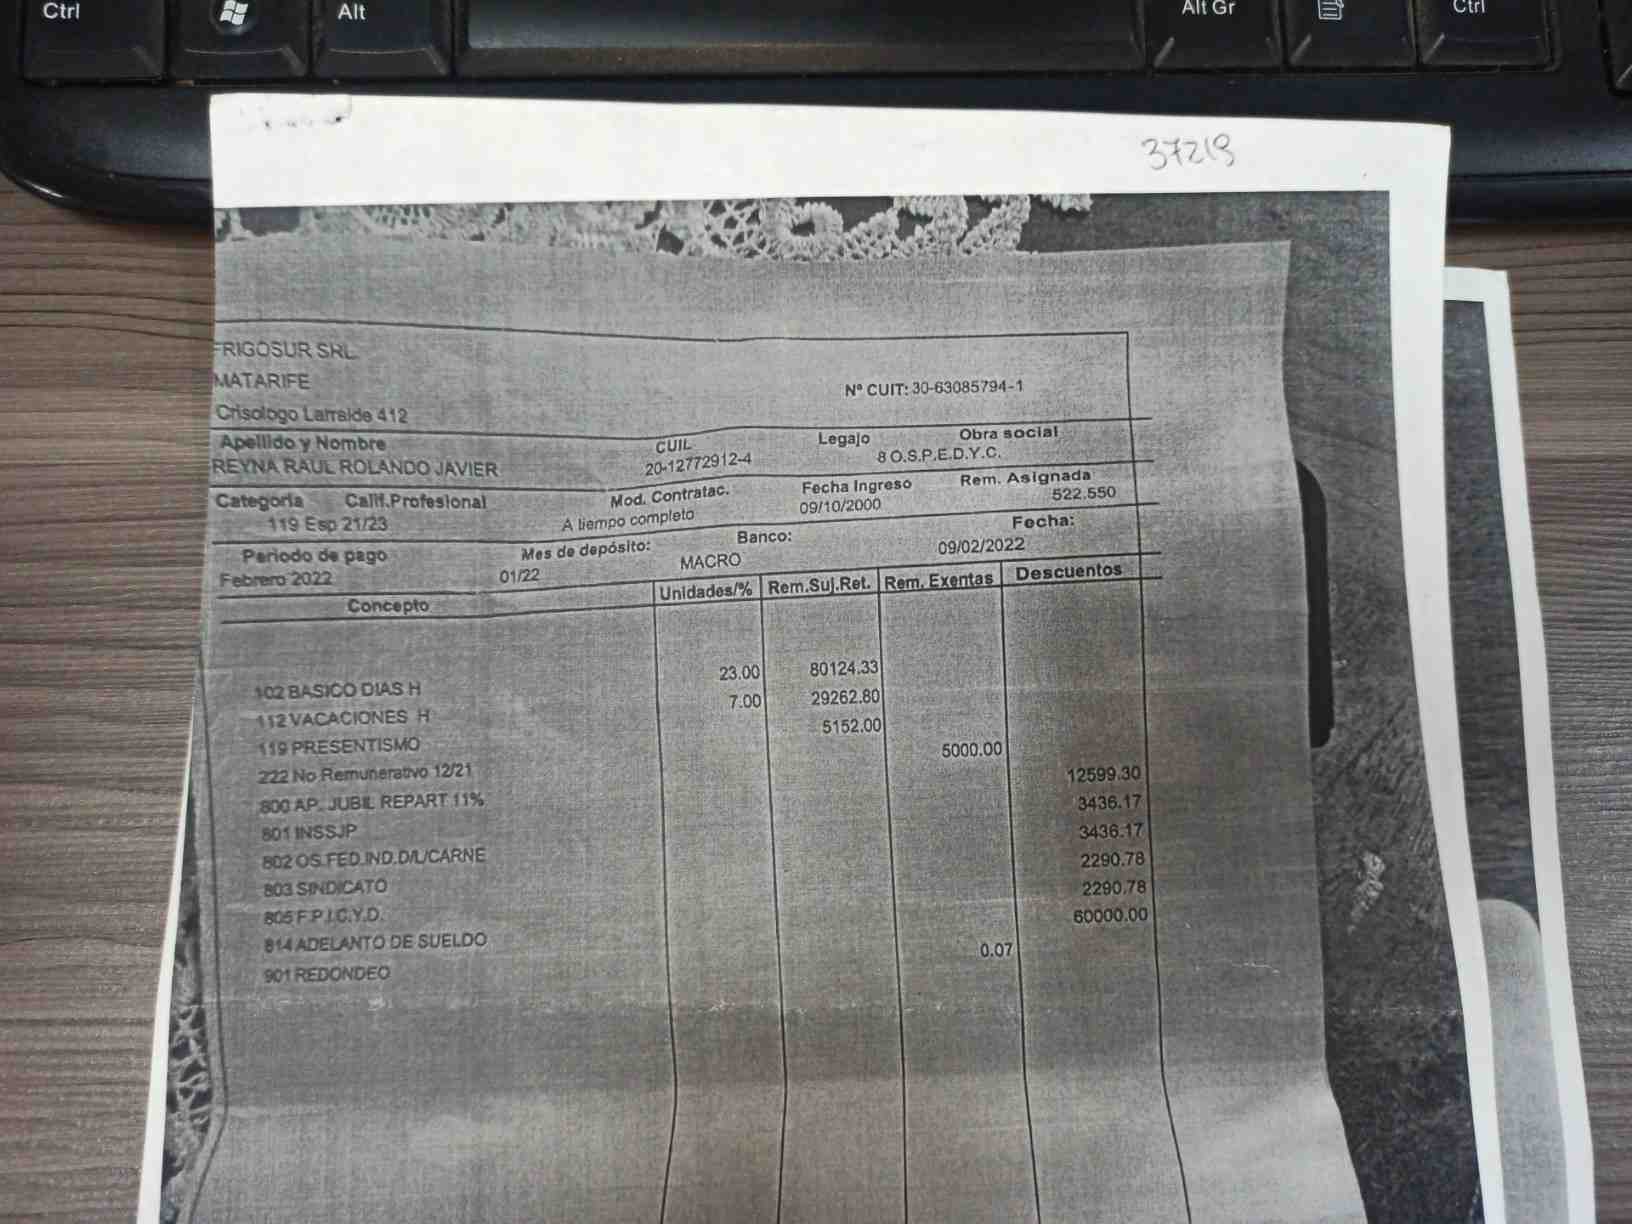 Ctrl
Alt
Alt Gr
Ctrl
37219
FRIGOSUR SRL
MATARIFE
Nº CUIT: 30-63085794-1
Crisologo Larralde 412
Apellido y Nombre CUIL Legajo Obra social
REYNA RAUL ROLANDO JAVIER 20-12772912-4 8 O.S.P.E.D.Y.C.
Categoria Calif.Profesional Mod. Contratac. Fecha Ingreso Rem. Asignada
119 Esp 21/23 A tiempo completo 09/10/2000 522.550
Periodo de pago Mes de depósito: Banco: Fecha:
Febrero 2022 01/22 MACRO 09/02/2022
Concepto Unidades/% Rem.Suj.Ret. Rem. Exentas Descuentos
102 BASICO DIAS H 23.00 80124.33
112 VACACIONES H 7.00 29262.80
119 PRESENTISMO 5152.00
222 No Remunerativo 12/21 5000.00
800 AP. JUBIL REPART 11% 12599.30
801 INSSJP 3436.17
802 OS.FED.IND.D/L/CARNE 3436.17
803 SINDICATO 2290.78
805 F.P.I.C.Y.D. 2290.78
814 ADELANTO DE SUELDO 60000.00
901 REDONDEO 0.07